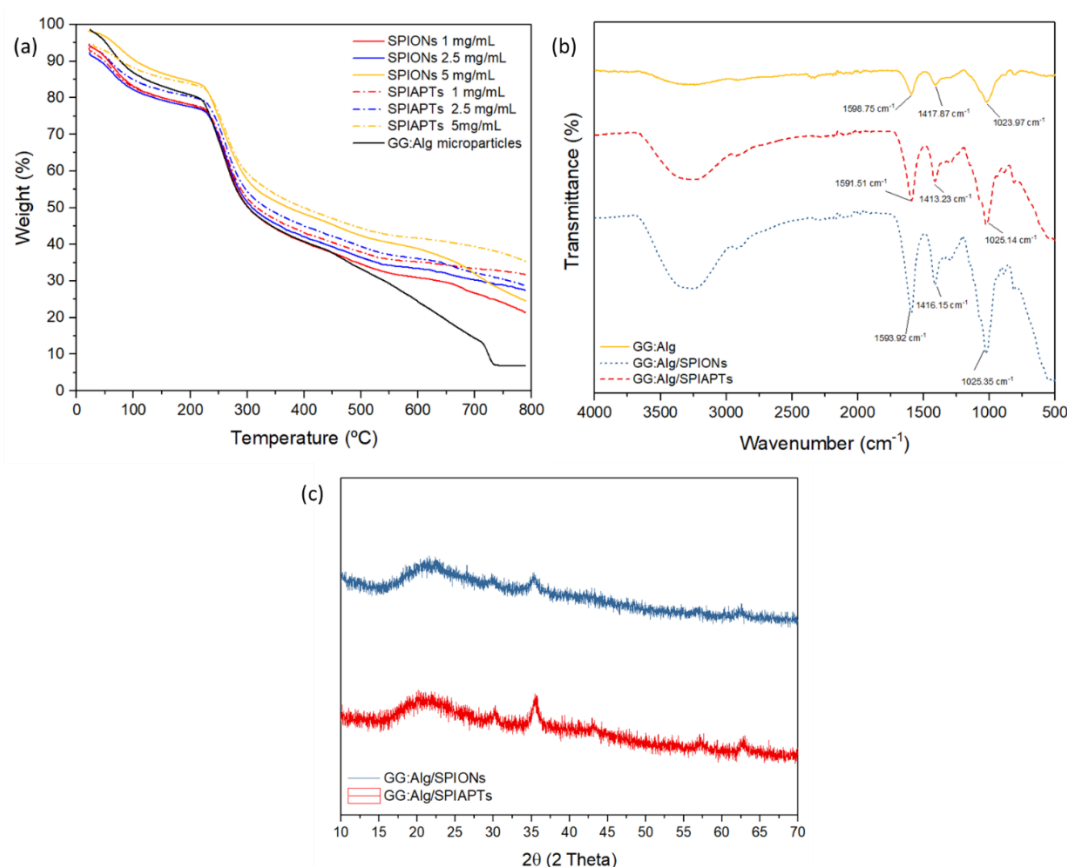 (a)
100
90
80
70
60
50
40
30
20
10
0
Weight (%)
SPIONs 1 mg/mL
SPIONs 2.5 mg/mL
SPIONs 5 mg/mL
SPIAPTs 1 mg/mL
SPIAPTs 2.5 mg/mL
SPIAPTs 5mg/mL
GG:Alg microparticles
0 100 200 300 400 500 600 700 800
Temperature (ºC)
(b)
Transmittance (%)
1598.75 cm⁻¹
1417.87 cm⁻¹
1023.97 cm⁻¹
1591.51 cm⁻¹
1413.23 cm⁻¹
1025.14 cm⁻¹
1593.92 cm⁻¹
1416.15 cm⁻¹
1025.35 cm⁻¹
GG:Alg
GG:Alg/SPIONs
GG:Alg/SPIAPTs
4000 3500 3000 2500 2000 1500 1000 500
Wavenumber (cm⁻¹)
(c)
GG:Alg/SPIONs
GG:Alg/SPIAPTs
10 15 20 25 30 35 40 45 50 55 60 65 70
2θ (2 Theta)